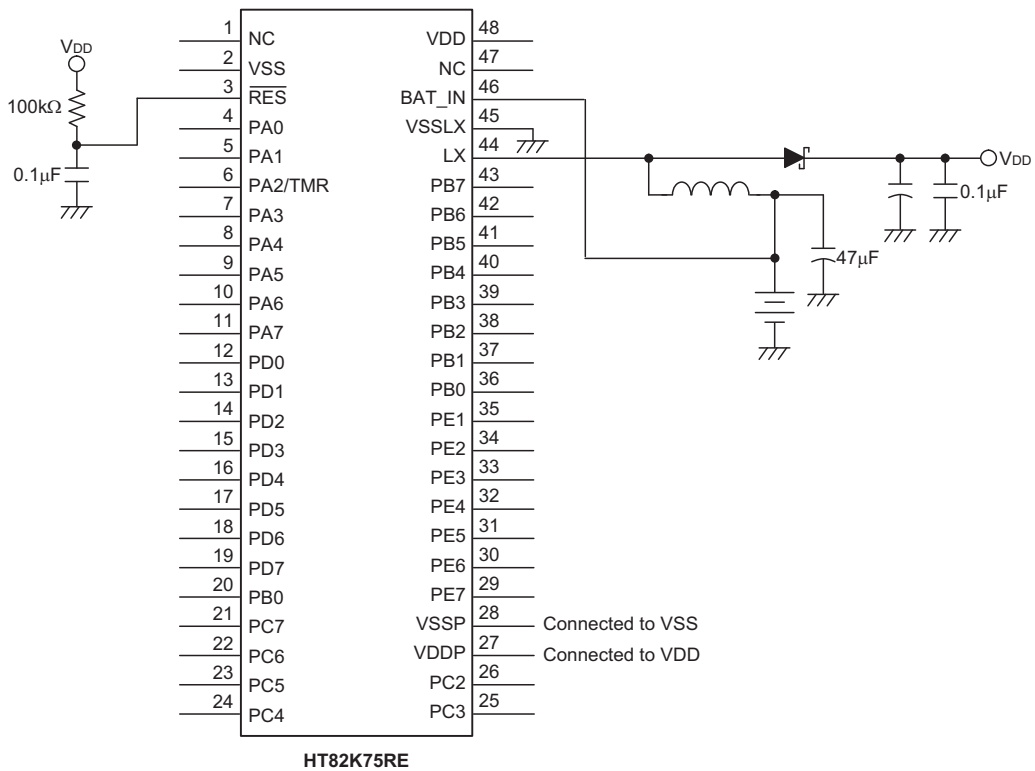 VDD
100kΩ
0.1µF
1 NC
2 VSS
3 RES
4 PA0
5 PA1
6 PA2/TMR
7 PA3
8 PA4
9 PA5
10 PA6
11 PA7
12 PD0
13 PD1
14 PD2
15 PD3
16 PD4
17 PD5
18 PD6
19 PD7
20 PB0
21 PC7
22 PC6
23 PC5
24 PC4
VDD 48
NC 47
BAT_IN 46
VSSLX 45
LX 44
PB7 43
PB6 42
PB5 41
PB4 40
PB3 39
PB2 38
PB1 37
PB0 36
PE1 35
PE2 34
PE3 33
PE4 32
PE5 31
PE6 30
PE7 29
VSSP 28 Connected to VSS
VDDP 27 Connected to VDD
PC2 26
PC3 25
VDD
0.1µF
47µF
HT82K75RE